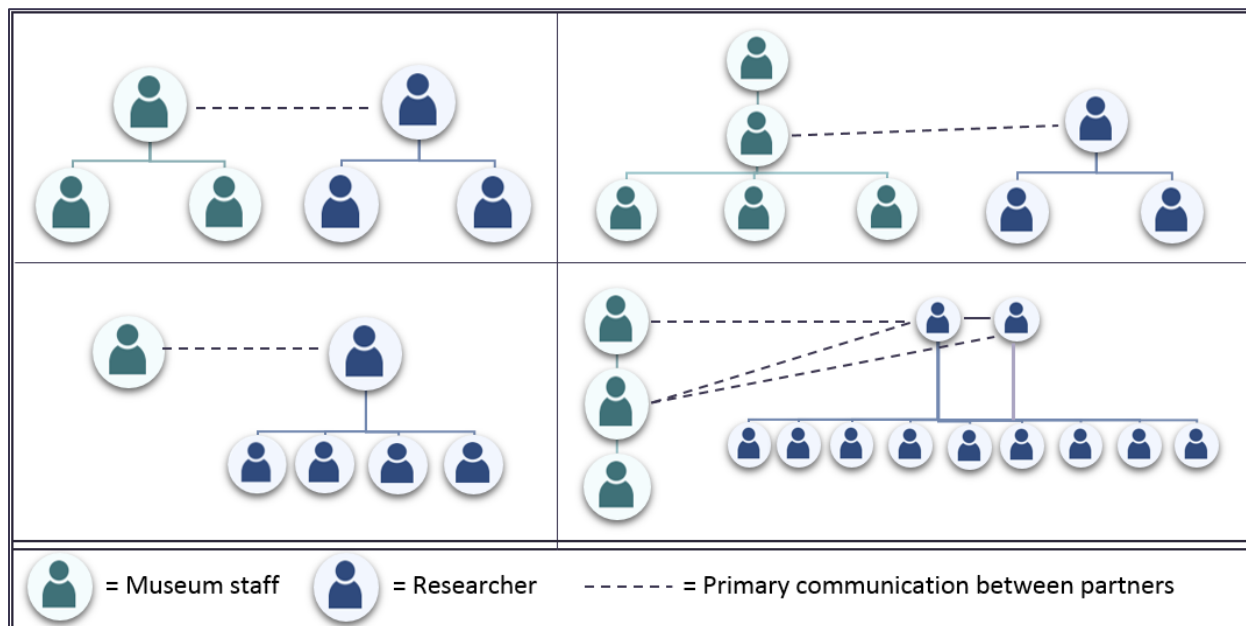 = Museum staff = Researcher = Primary communication between partners